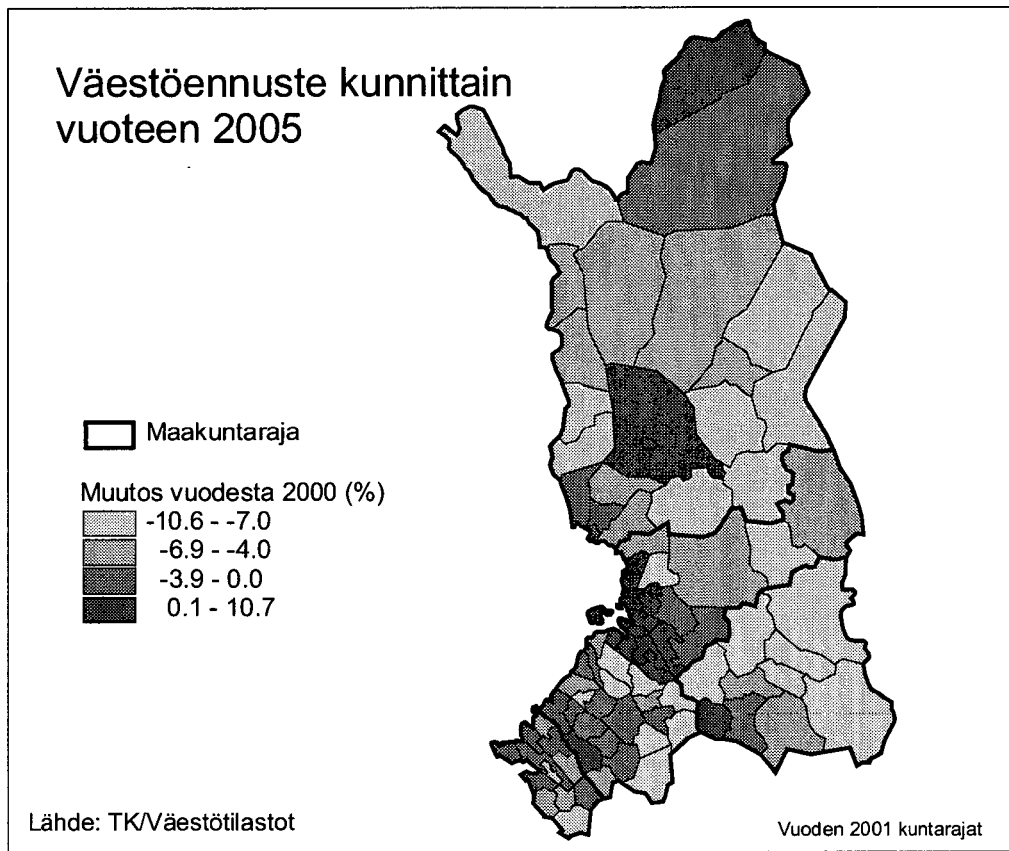 Väestöennuste kunnittain
vuoteen 2005
Maakuntaraja
Muutos vuodesta 2000 (%)
-10.6 - -7.0
-6.9 - -4.0
-3.9 - 0.0
0.1 - 10.7
Lähde: TK/Väestötilastot
Vuoden 2001 kuntarajat